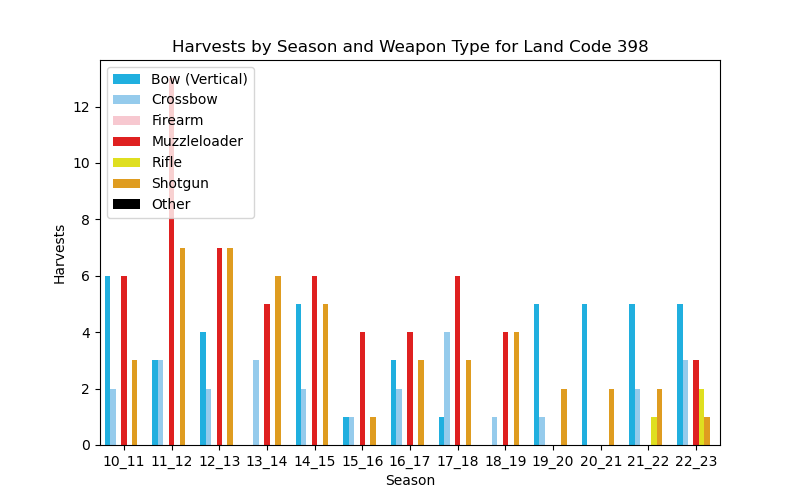 Harvests by Season and Weapon Type for Land Code 398
Bow (Vertical)
Crossbow
Firearm
Muzzleloader
Rifle
Shotgun
Other
12
10
8
6
4
2
0
Harvests
10_11 11_12 12_13 13_14 14_15 15_16 16_17 17_18 18_19 19_20 20_21 21_22 22_23
Season